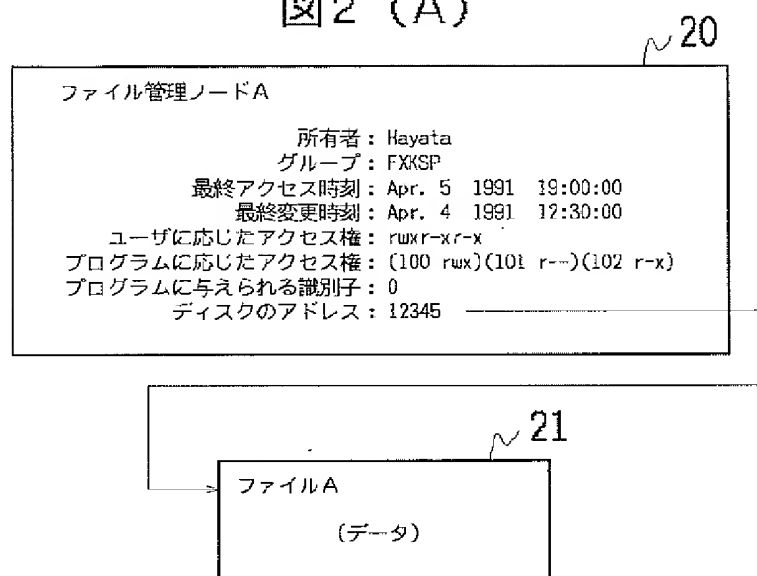 図2(A)
20
ファイル管理ノードA
所有者: Hayata
グループ: FXKSP
最終アクセス時刻: Apr. 5 1991 19:00:00
最終変更時刻: Apr. 4 1991 12:30:00
ユーザに応じたアクセス権: rwxr-xr-x
プログラムに応じたアクセス権: (100 rwx)(101 r--)(102 r-x)
プログラムに与えられる識別子: 0
ディスクのアドレス: 12345
21
ファイルA
(データ)